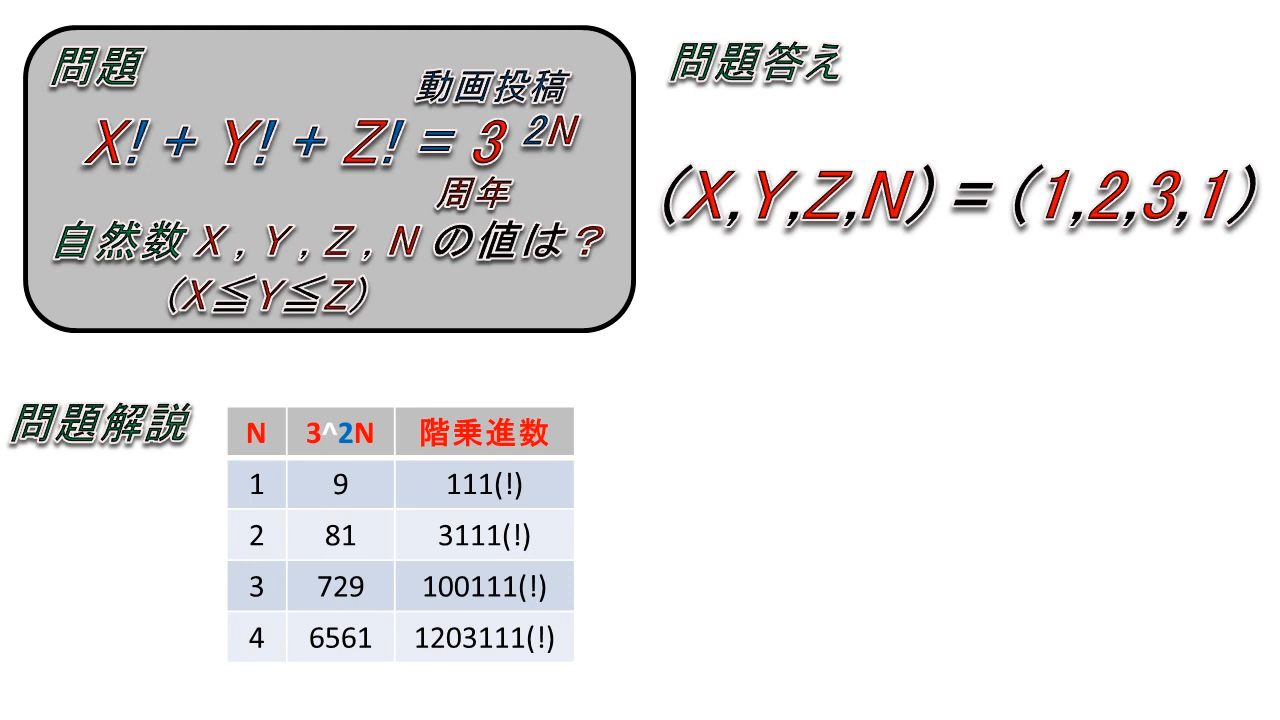 問題
動画投稿
X! + Y! + Z! = 3 ^2N
周年
自然数 X , Y , Z , N の値は?
(X≦Y≦Z)
問題答え
(X,Y,Z,N) = (1,2,3,1)
問題解説
N 3^2N 階乗進数
1 9 111(!)
2 81 3111(!)
3 729 100111(!)
4 6561 1203111(!)